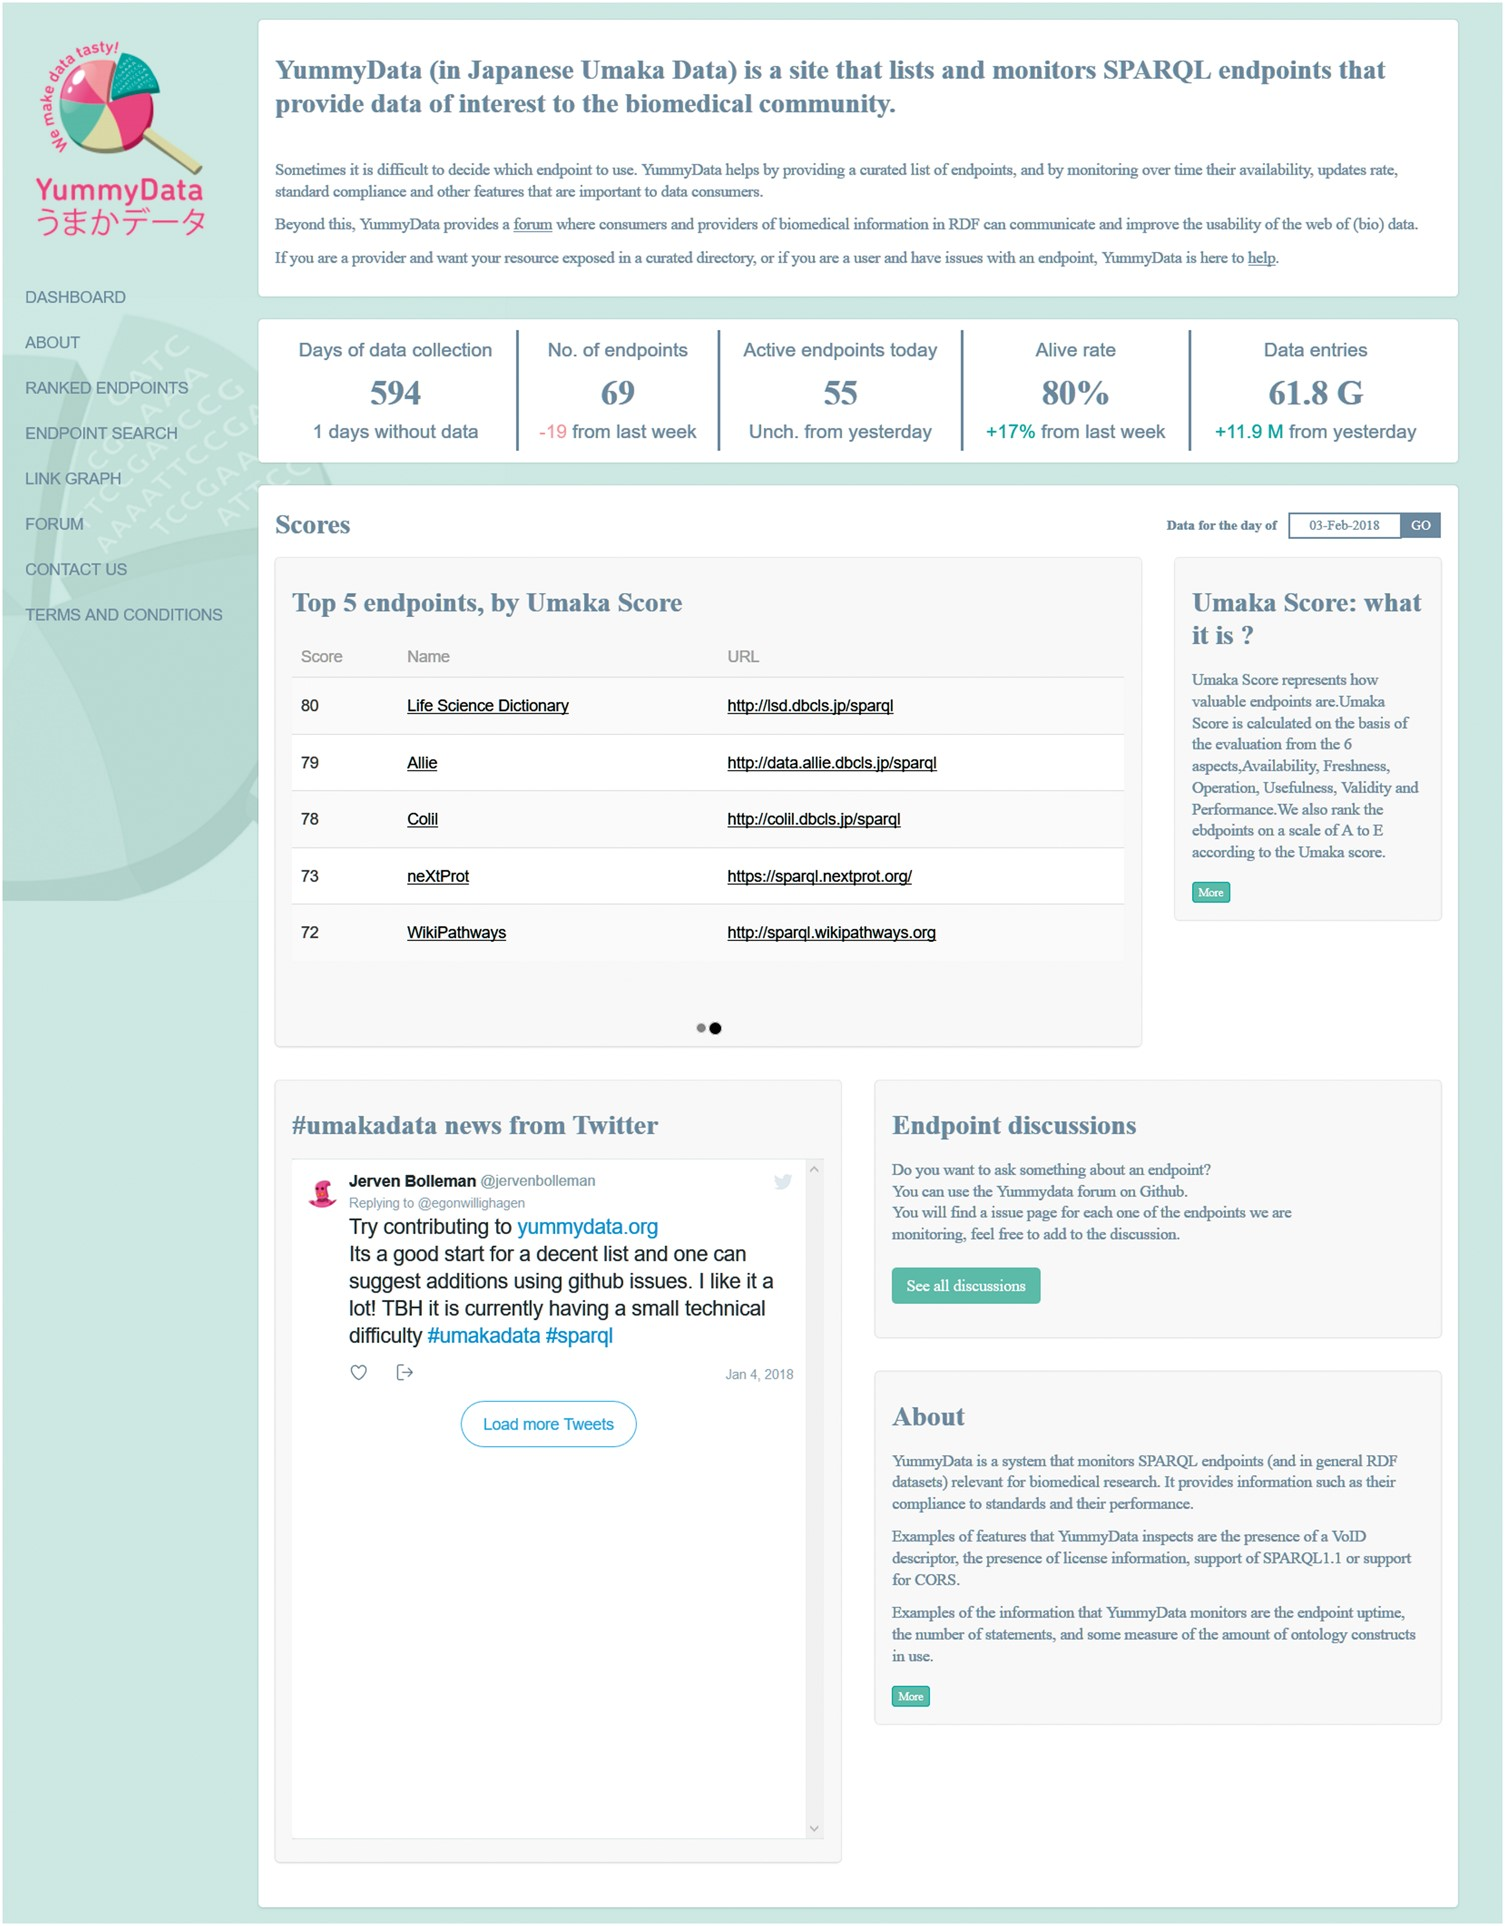 We make data tasty!
YummyData
うまかデータ
DASHBOARD
ABOUT
RANKED ENDPOINTS
ENDPOINT SEARCH
LINK GRAPH
FORUM
CONTACT US
TERMS AND CONDITIONS
YummyData (in Japanese Umaka Data) is a site that lists and monitors SPARQL endpoints that
provide data of interest to the biomedical community.
Sometimes it is difficult to decide which endpoint to use. YummyData helps by providing a curated list of endpoints, and by monitoring over time their availability, updates rate,
standard compliance and other features that are important to data consumers.
Beyond this, YummyData provides a forum where consumers and providers of biomedical information in RDF can communicate and improve the usability of the web of (bio) data.
If you are a provider and want your resource exposed in a curated directory, or if you are a user and have issues with an endpoint, YummyData is here to help.
Days of data collection
594
1 days without data
No. of endpoints
69
-19 from last week
Active endpoints today
55
Unch. from yesterday
Alive rate
80%
+17% from last week
Data entries
61.8 G
+11.9 M from yesterday
Scores
Data for the day of 03-Feb-2018 GO
Top 5 endpoints, by Umaka Score
Score Name URL
80 Life Science Dictionary http://lsd.dbcls.jp/sparql
79 Allie http://data.allie.dbcls.jp/sparql
78 Colil http://colil.dbcls.jp/sparql
73 neXtProt https://sparql.nextprot.org/
72 WikiPathways http://sparql.wikipathways.org
Umaka Score: what
it is ?
Umaka Score represents how
valuable endpoints are.Umaka
Score is calculated on the basis of
the evaluation from the 6
aspects,Availability, Freshness,
Operation, Usefulness, Validity and
Performance.We also rank the
ebdpoints on a scale of A to E
according to the Umaka score.
More
#umakadata news from Twitter
Jerven Bolleman @jervenbolleman
Replying to @egonwillighagen
Try contributing to yummydata.org
Its a good start for a decent list and one can
suggest additions using github issues. I like it a
lot! TBH it is currently having a small technical
difficulty #umakadata #sparql
Jan 4, 2018
Load more Tweets
Endpoint discussions
Do you want to ask something about an endpoint?
You can use the Yummydata forum on Github.
You will find a issue page for each one of the endpoints we are
monitoring, feel free to add to the discussion.
See all discussions
About
YummyData is a system that monitors SPARQL endpoints (and in general RDF
datasets) relevant for biomedical research. It provides information such as their
compliance to standards and their performance.
Examples of features that YummyData inspects are the presence of a VoID
descriptor, the presence of license information, support of SPARQL1.1 or support
for CORS.
Examples of the information that YummyData monitors are the endpoint uptime,
the number of statements, and some measure of the amount of ontology constructs
in use.
More